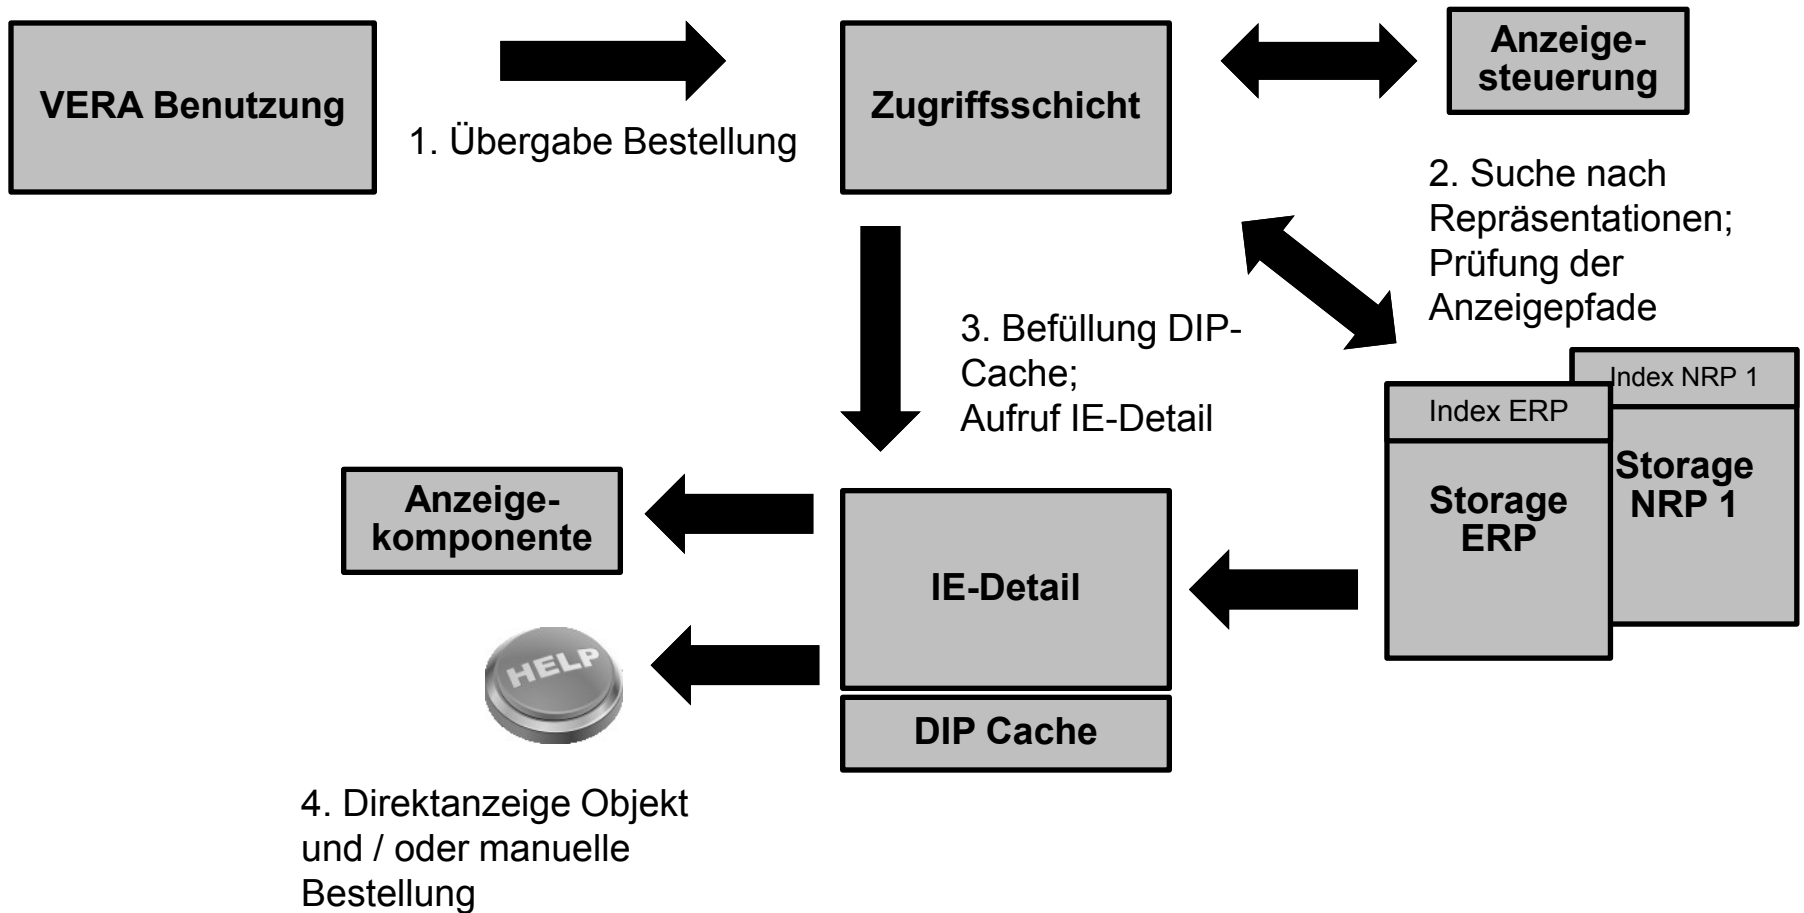 VERA Benutzung
1. Übergabe Bestellung
Zugriffsschicht
Anzeige-
steuerung
2. Suche nach
Repräsentationen;
Prüfung der
Anzeigepfade
3. Befüllung DIP-
Cache;
Aufruf IE-Detail
Index NRP 1
Storage
NRP 1
Index ERP
Storage
ERP
Anzeige-
komponente
IE-Detail
DIP Cache
HELP
4. Direktanzeige Objekt
und / oder manuelle
Bestellung